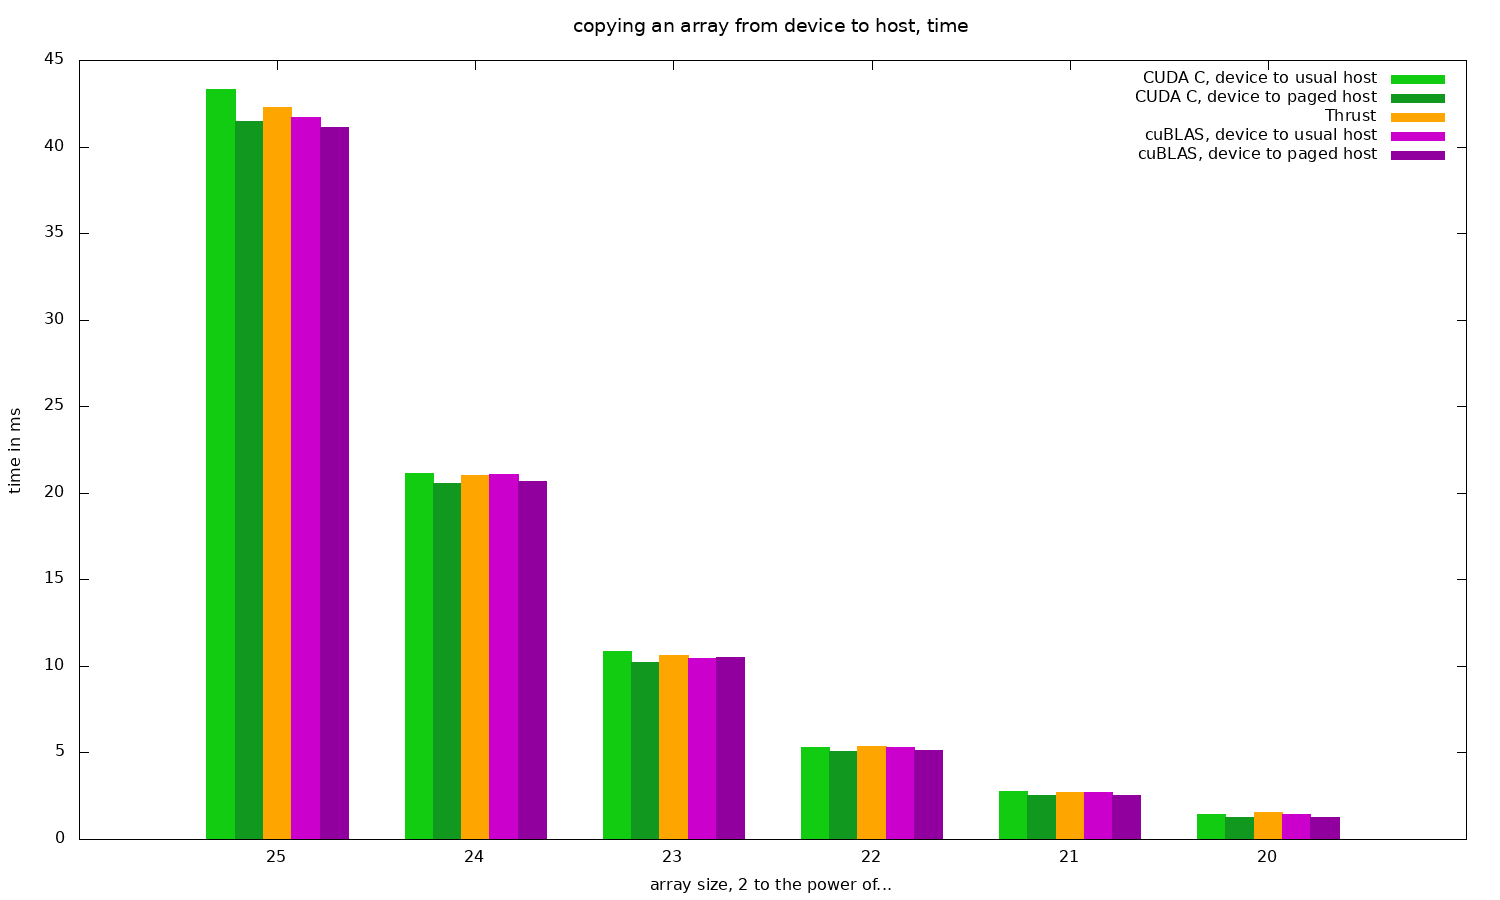 copying an array from device to host, time
CUDA C, device to usual host
CUDA C, device to paged host
Thrust
cuBLAS, device to usual host
cuBLAS, device to paged host
45
40
35
30
25
20
15
10
5
0
time in ms
25 24 23 22 21 20
array size, 2 to the power of...